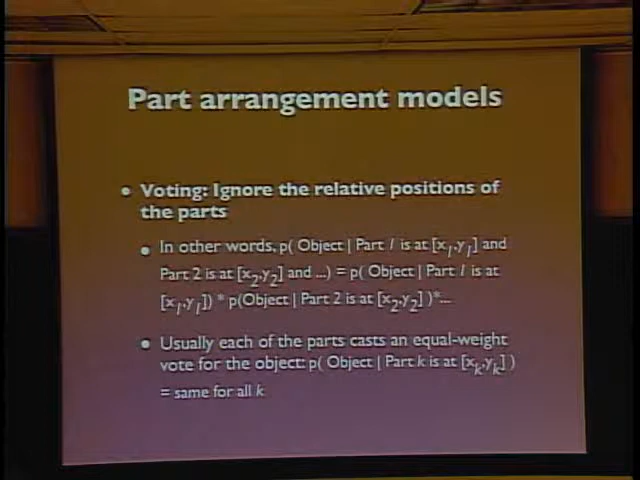 Part arrangement models
• Voting: Ignore the relative positions of
the parts
• In other words, p( Object | Part 1 is at [x₁,y₁] and
Part 2 is at [x₂,y₂] and ...) = p( Object | Part 1 is at
[x₁,y₁]) * p(Object | Part 2 is at [x₂,y₂] )*...
• Usually each of the parts casts an equal-weight
vote for the object: p( Object | Part k is at [xₖ,yₖ] )
= same for all k